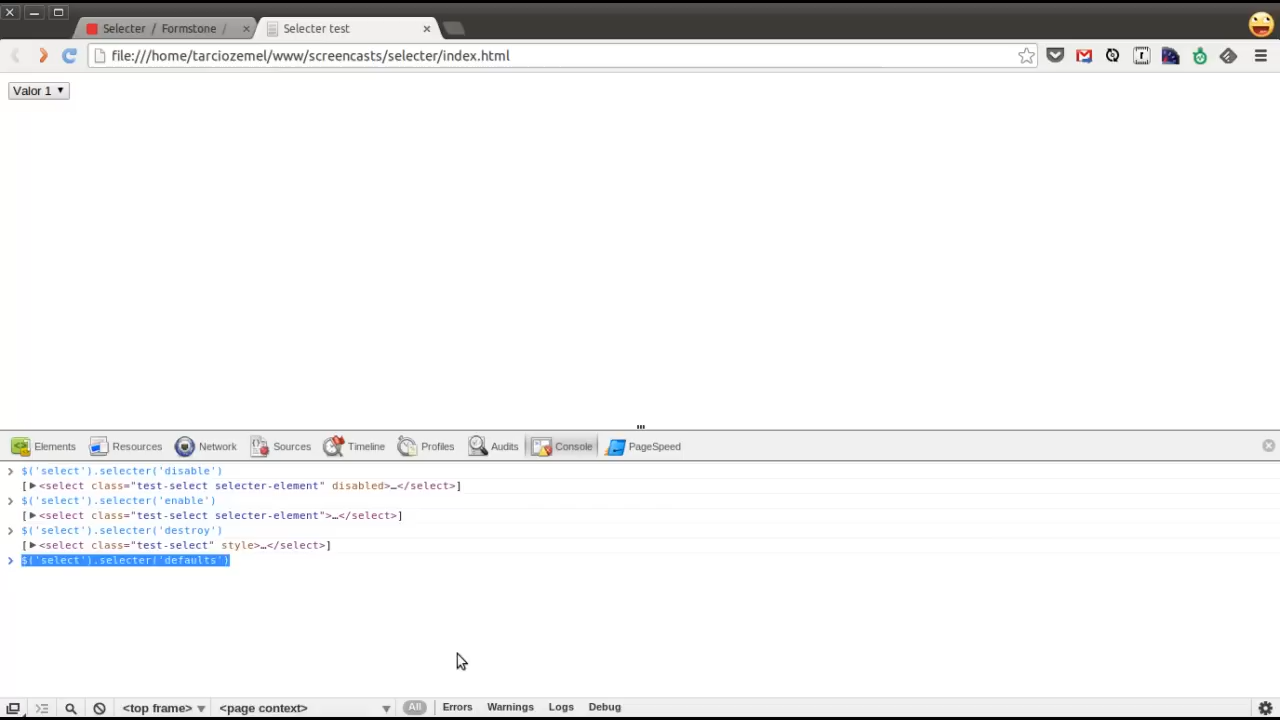 Selecter / Formstone /
Selecter test
file:///home/tarciozemel/www/screencasts/selecter/index.html
Valor 1
Elements Resources Network Sources Timeline Profiles Audits Console PageSpeed
$('select').selecter('disable')
[▶<select class="test-select selecter-element" disabled>…</select>]
$('select').selecter('enable')
[▶<select class="test-select selecter-element">…</select>]
$('select').selecter('destroy')
[▶<select class="test-select" style>…</select>]
$('select').selecter('defaults')
<top frame> <page context> All Errors Warnings Logs Debug